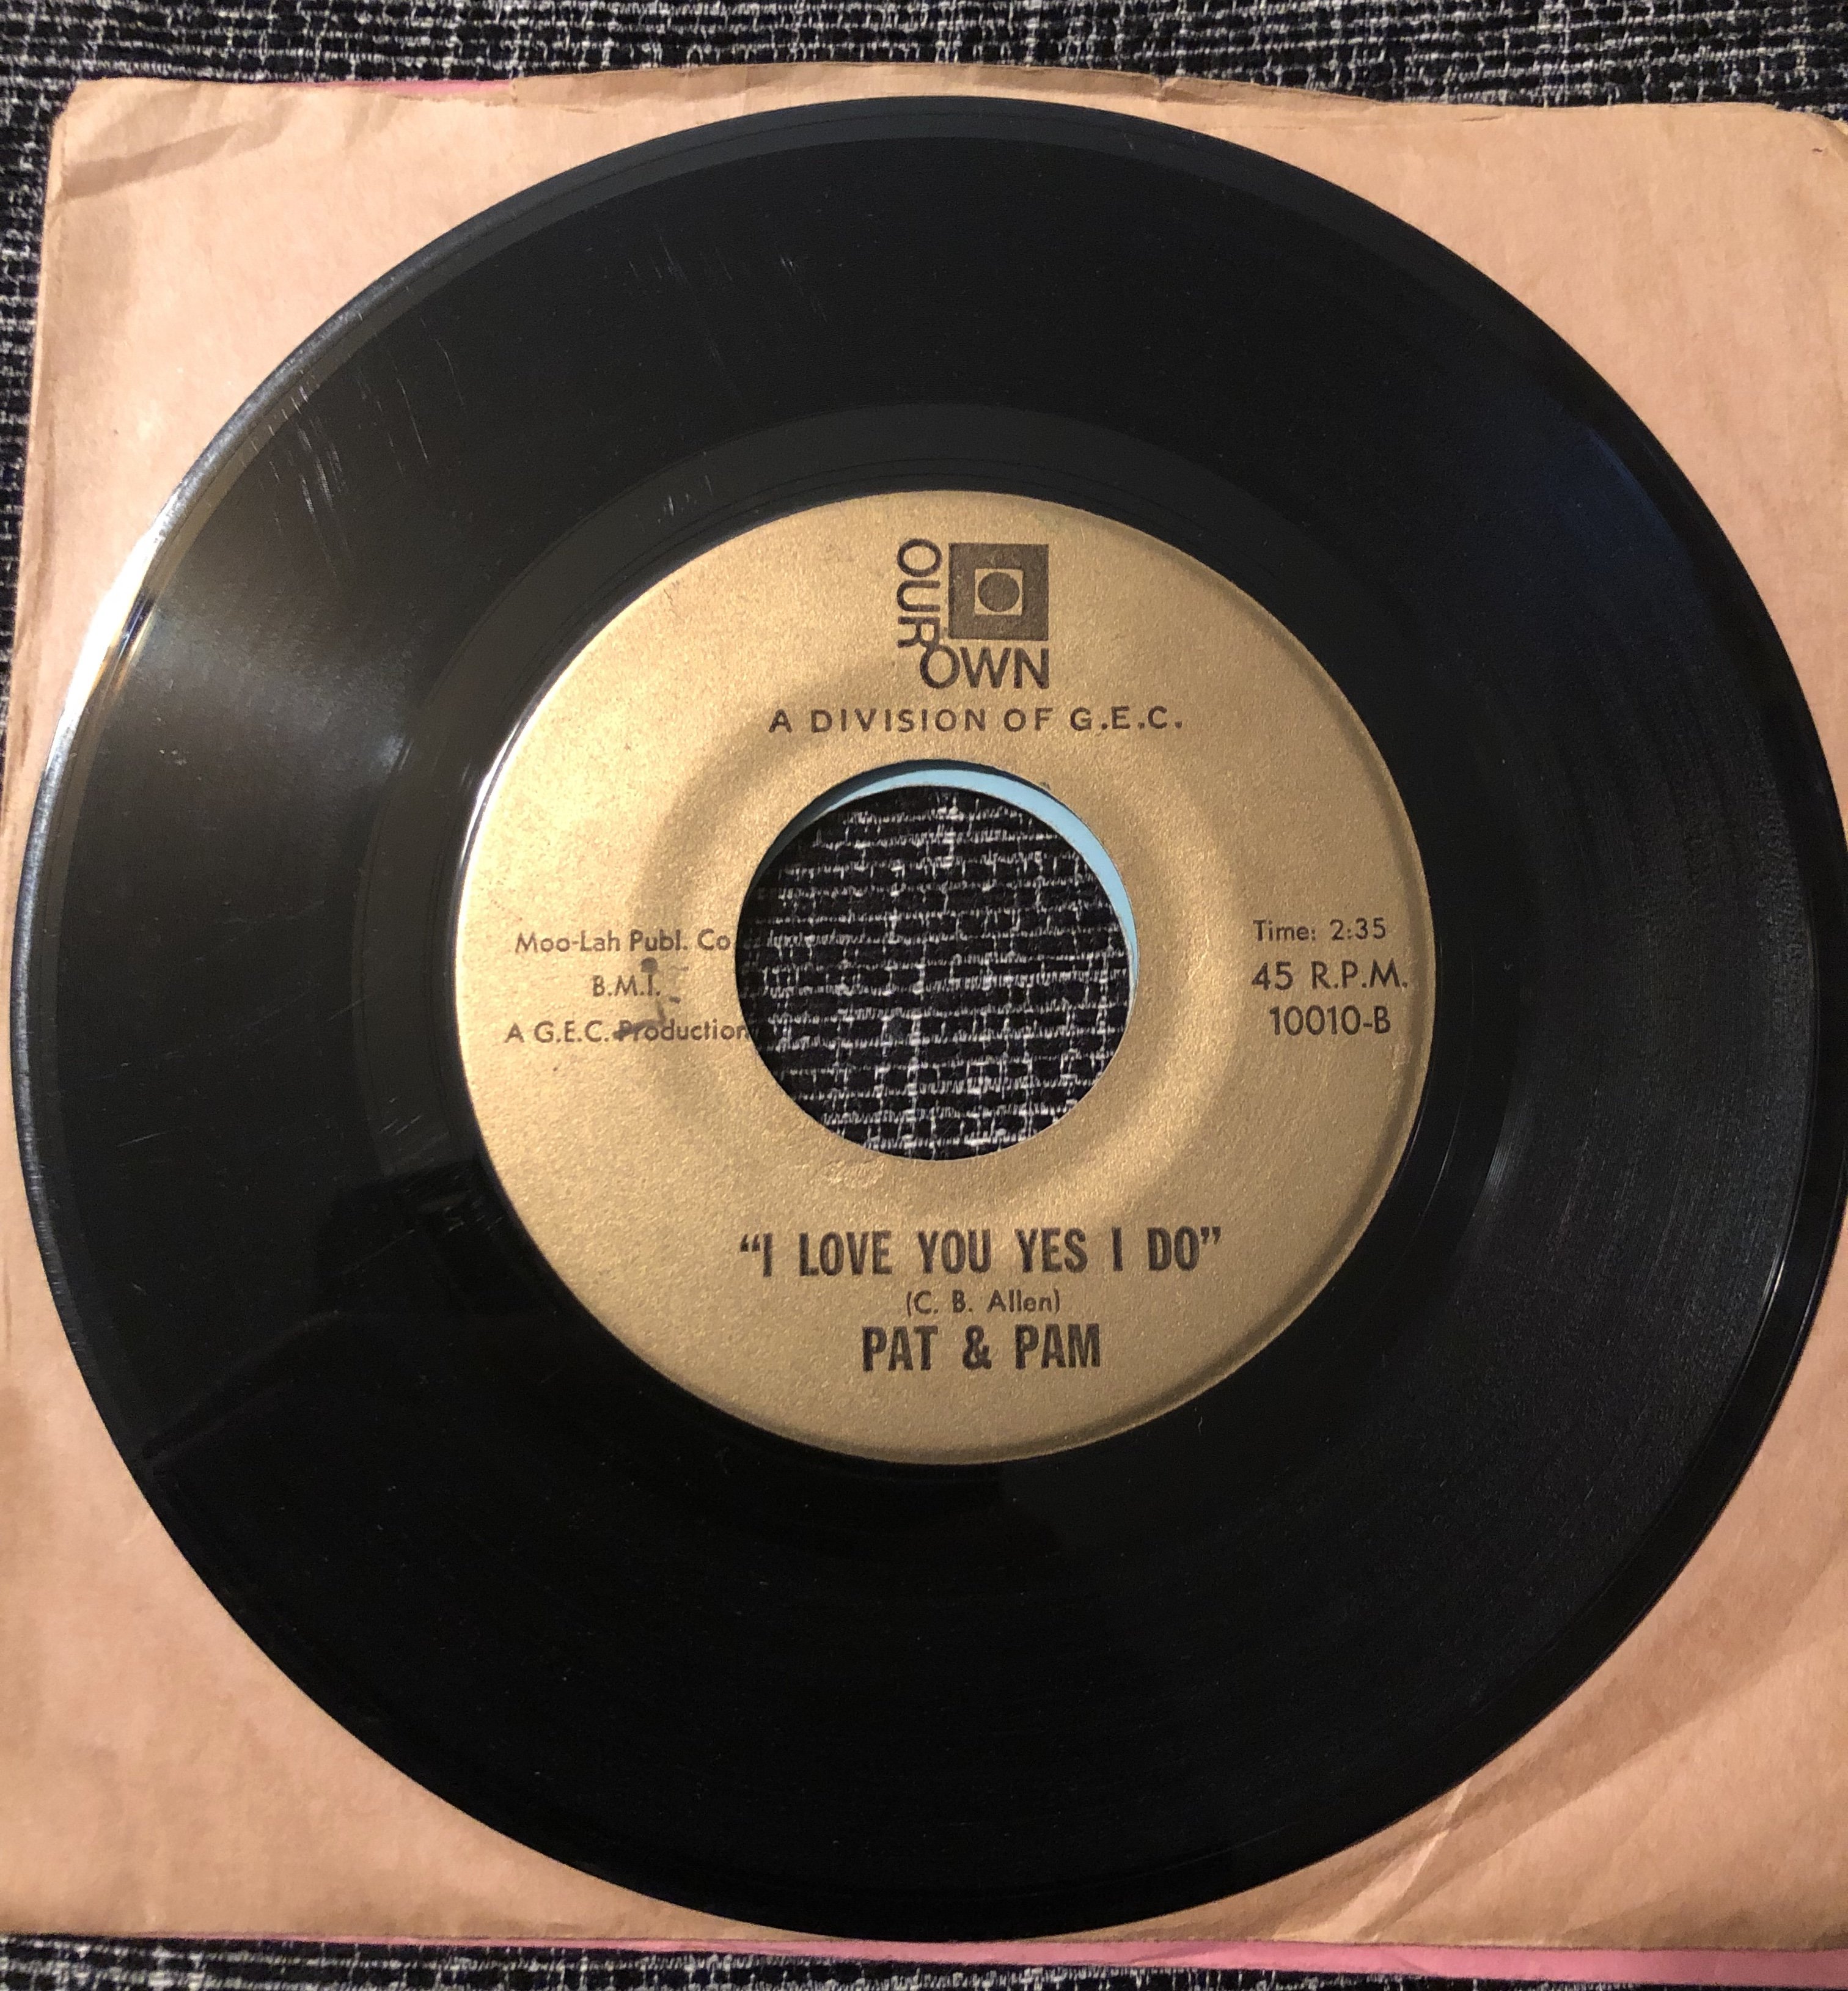 OUR
OWN
A DIVISION OF G.E.C.
Moo-Lah Publ. Co
B.M.I.
A G.E.C. Production
Time: 2:35
45 R.P.M.
10010-B
“I LOVE YOU YES I DO”
(C. B. Allen)
PAT & PAM